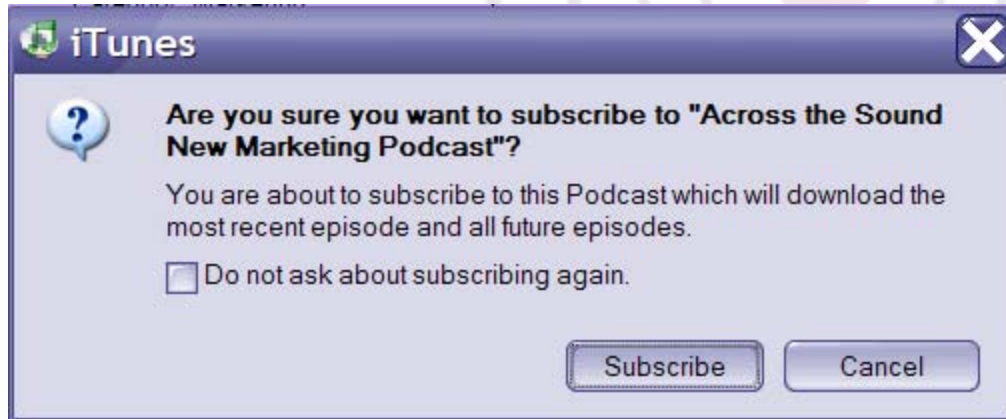 iTunes
Are you sure you want to subscribe to "Across the Sound
New Marketing Podcast"?
You are about to subscribe to this Podcast which will download the
most recent episode and all future episodes.
Do not ask about subscribing again.
Subscribe
Cancel